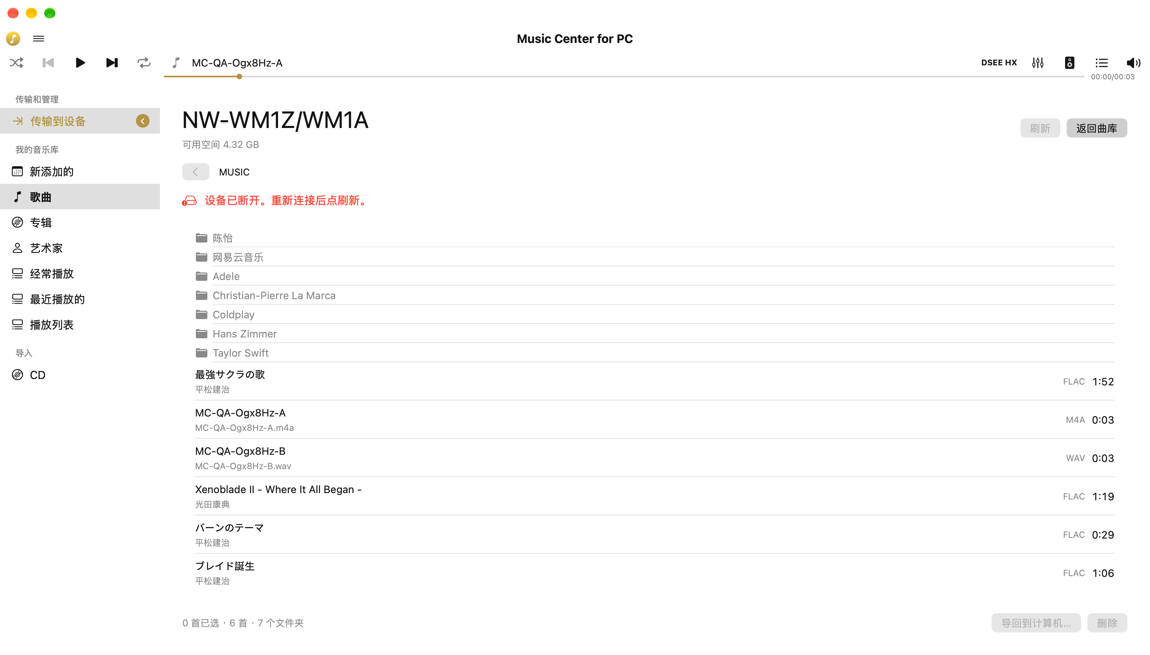 Music Center for PC
MC-QA-Ogx8Hz-A
DSEE HX
00:00/00:03
传输和管理
传输到设备
我的音乐库
新添加的
歌曲
专辑
艺术家
经常播放
最近播放的
播放列表
导入
CD
NW-WM1Z/WM1A
可用空间 4.32 GB
刷新
返回曲库
MUSIC
设备已断开。重新连接后点刷新。
陈怡
网易云音乐
Adele
Christian-Pierre La Marca
Coldplay
Hans Zimmer
Taylor Swift
最強サクラの歌
平松建治
FLAC 1:52
MC-QA-Ogx8Hz-A
MC-QA-Ogx8Hz-A.m4a
M4A 0:03
MC-QA-Ogx8Hz-B
MC-QA-Ogx8Hz-B.wav
WAV 0:03
Xenoblade II - Where It All Began -
光田康典
FLAC 1:19
バーンのテーマ
平松建治
FLAC 0:29
ブレイド誕生
平松建治
FLAC 1:06
0 首已选 · 6 首 · 7 个文件夹
导回到计算机...
删除